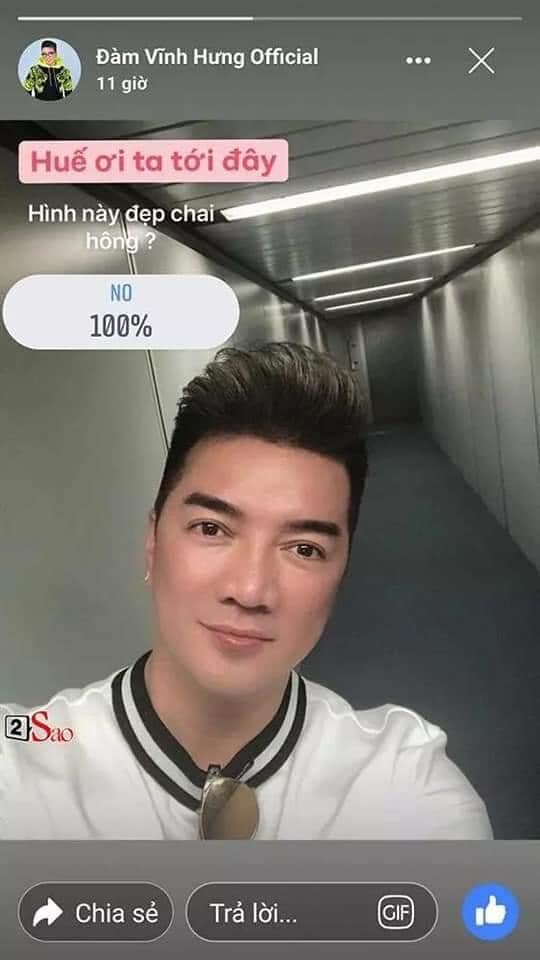 Đàm Vĩnh Hưng Official
11 giờ
Huế ơi ta tới đây
Hình này đẹp chai
hông ?
NO
100%
2Sao
Chia sẻ
Trả lời...
GIF